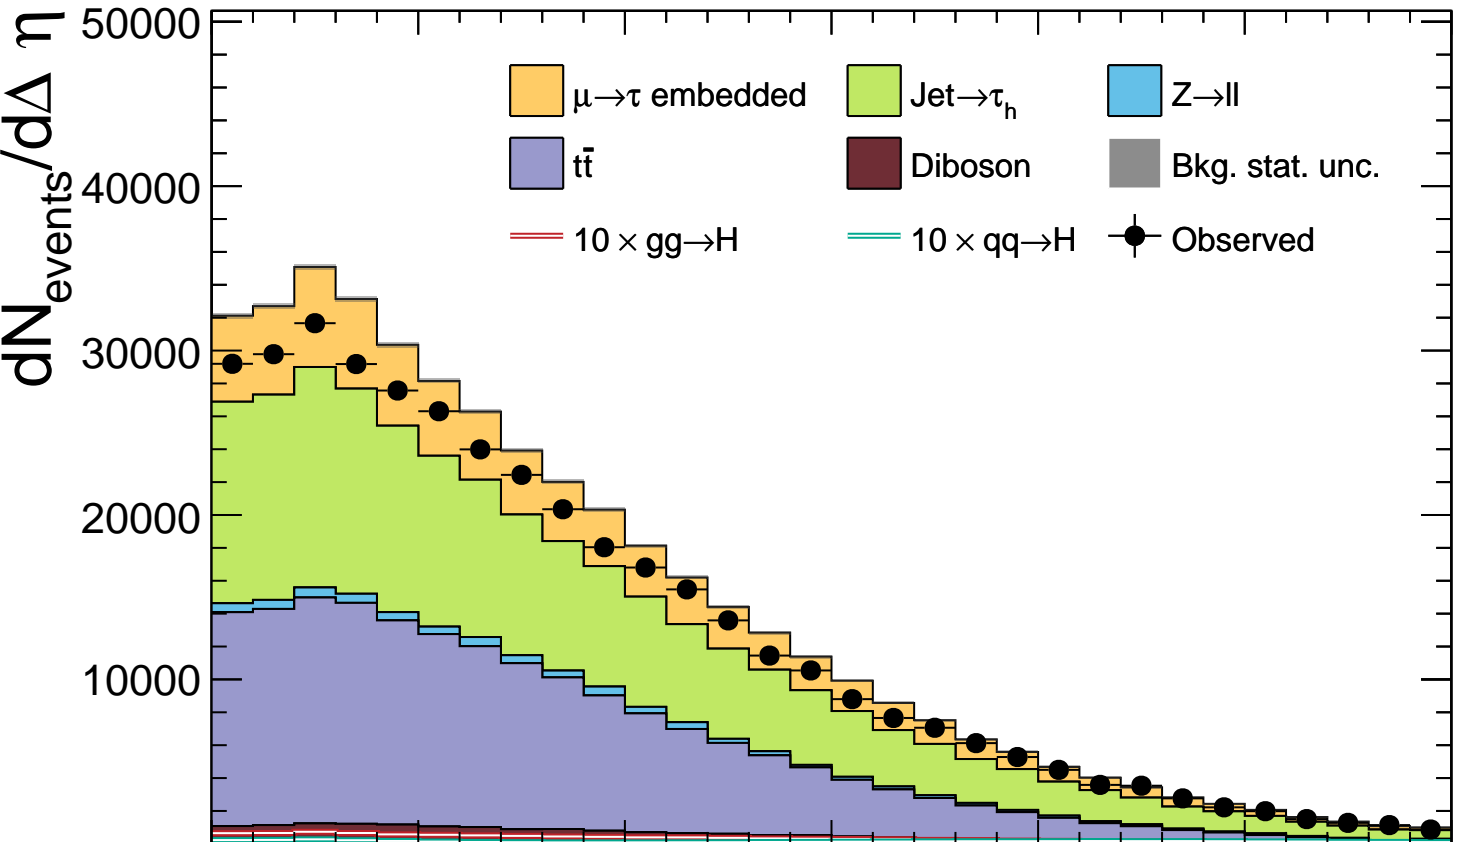 dN_events/dΔ η
50000
40000
30000
20000
10000
μ→τ embedded Jet→τ_h Z→ll
tt̄ Diboson Bkg. stat. unc.
10 × gg→H 10 × qq→H Observed